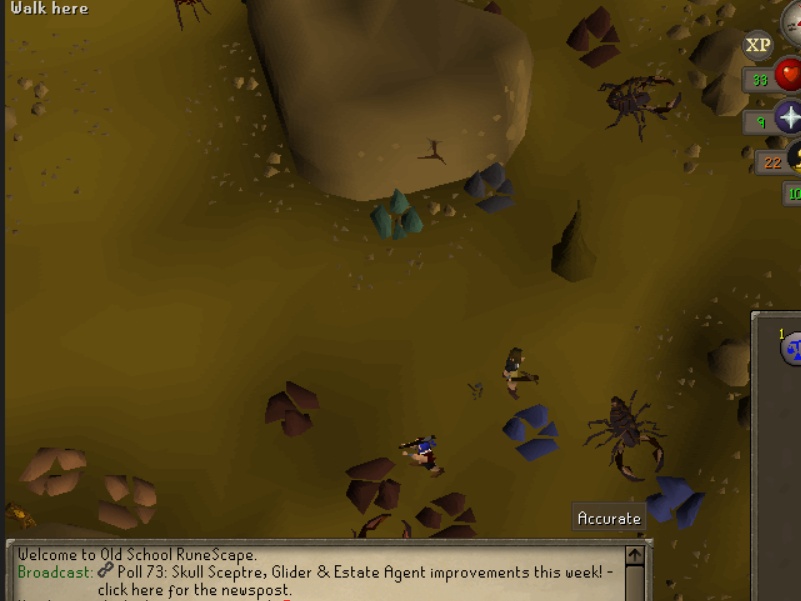 Walk here
XP
33
9
22
10
1
Accurate
Welcome to Old School RuneScape.
Broadcast: Poll 73: Skull Sceptre, Glider & Estate Agent improvements this week! -
click here for the newspost.